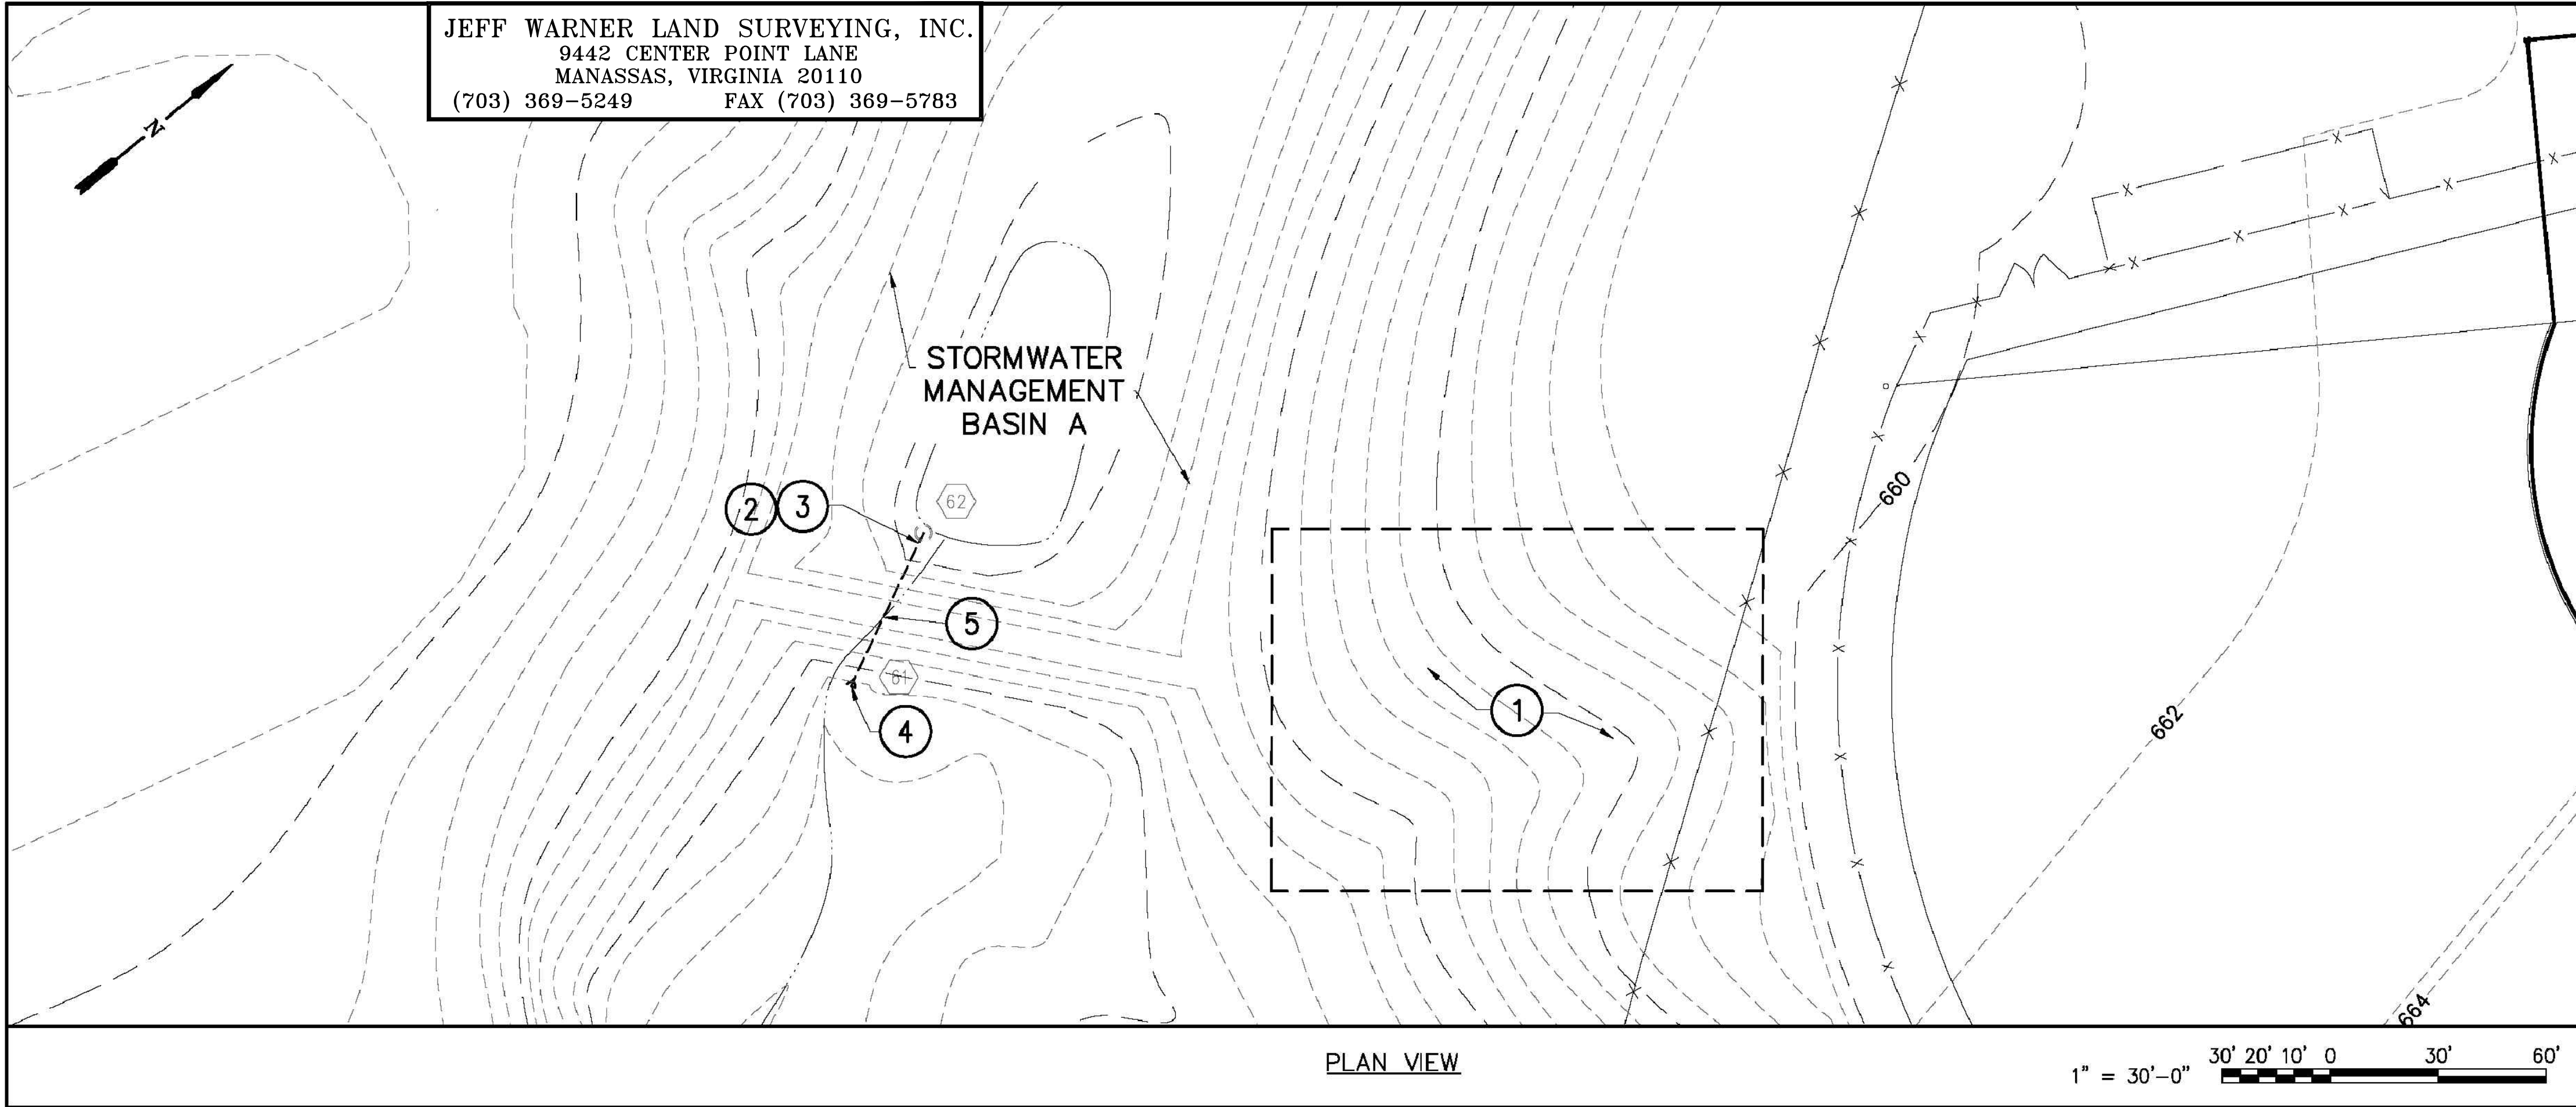 JEFF WARNER LAND SURVEYING, INC.
9442 CENTER POINT LANE
MANASSAS, VIRGINIA 20110
(703) 369-5249 FAX (703) 369-5783
N
STORMWATER
MANAGEMENT
BASIN A
2 3
62
660
5
61
1
4
662
664
PLAN VIEW
1" = 30'-0"
30' 20' 10' 0 30' 60'